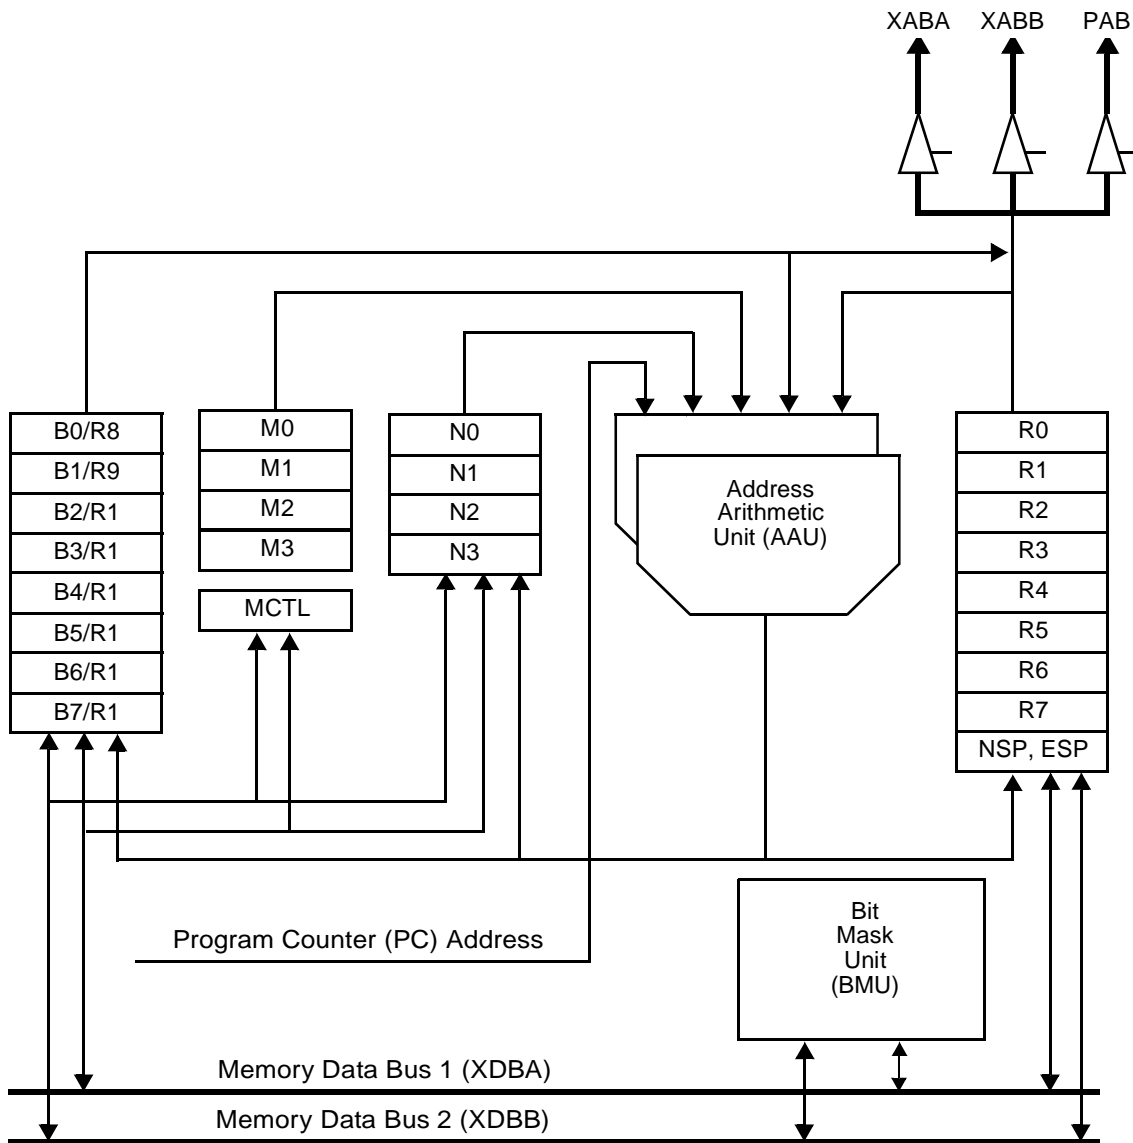 XABA XABB PAB
B0/R8
B1/R9
B2/R1
B3/R1
B4/R1
B5/R1
B6/R1
B7/R1
M0
M1
M2
M3
MCTL
N0
N1
N2
N3
Address
Arithmetic
Unit (AAU)
R0
R1
R2
R3
R4
R5
R6
R7
NSP, ESP
Program Counter (PC) Address
Bit
Mask
Unit
(BMU)
Memory Data Bus 1 (XDBA)
Memory Data Bus 2 (XDBB)